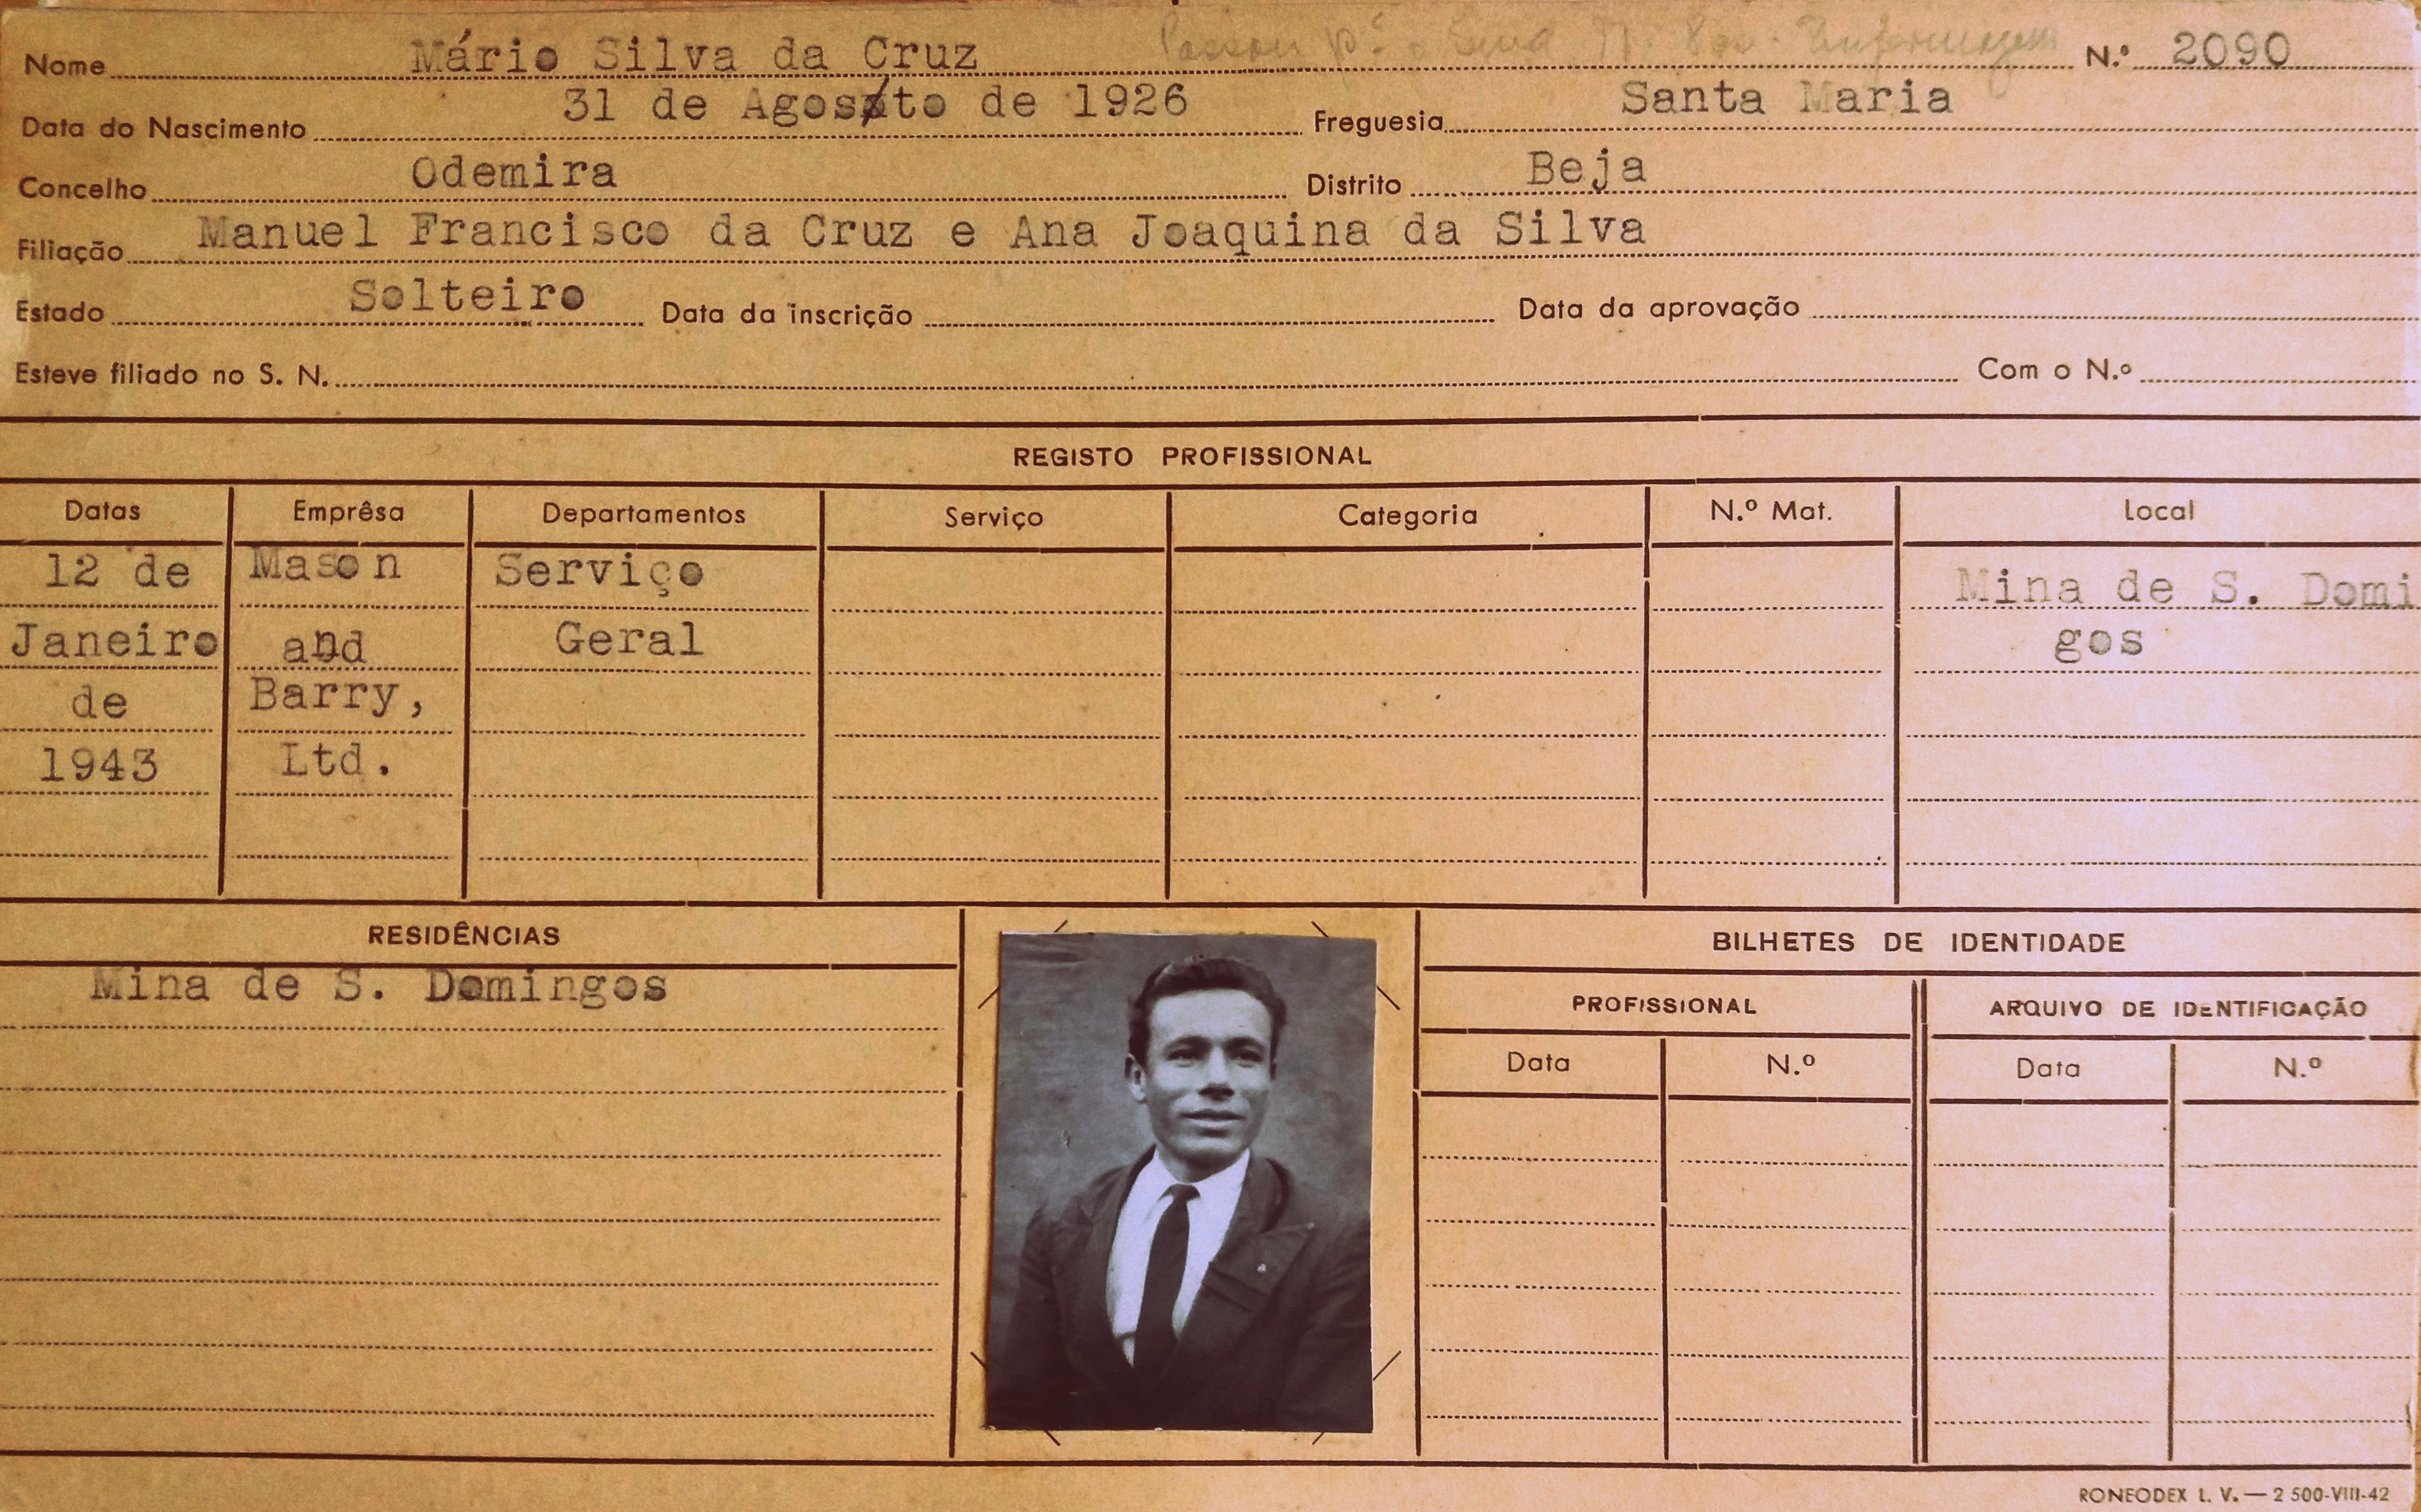 Nome Mário Silva da Cruz N.º 2090
Data do Nascimento 31 de Agosto de 1926 Freguesia Santa Maria
Concelho Odemira Distrito Beja
Filiação Manuel Francisco da Cruz e Ana Joaquina da Silva
Estado Solteiro Data da inscrição Data da aprovação
Esteve filiado no S. N. Com o N.º
REGISTO PROFISSIONAL
Datas Emprêsa Departamentos Serviço Categoria N.º Mat. Local
12 de Mason Serviço Mina de S. Domi
Janeiro and Geral gos
de Barry,
1943 Ltd.
RESIDÊNCIAS
Mina de S. Domingos
BILHETES DE IDENTIDADE
PROFISSIONAL ARQUIVO DE IDENTIFICAÇÃO
Data N.º Data N.º
RONEODEX L. V. — 2 500-VIII-42